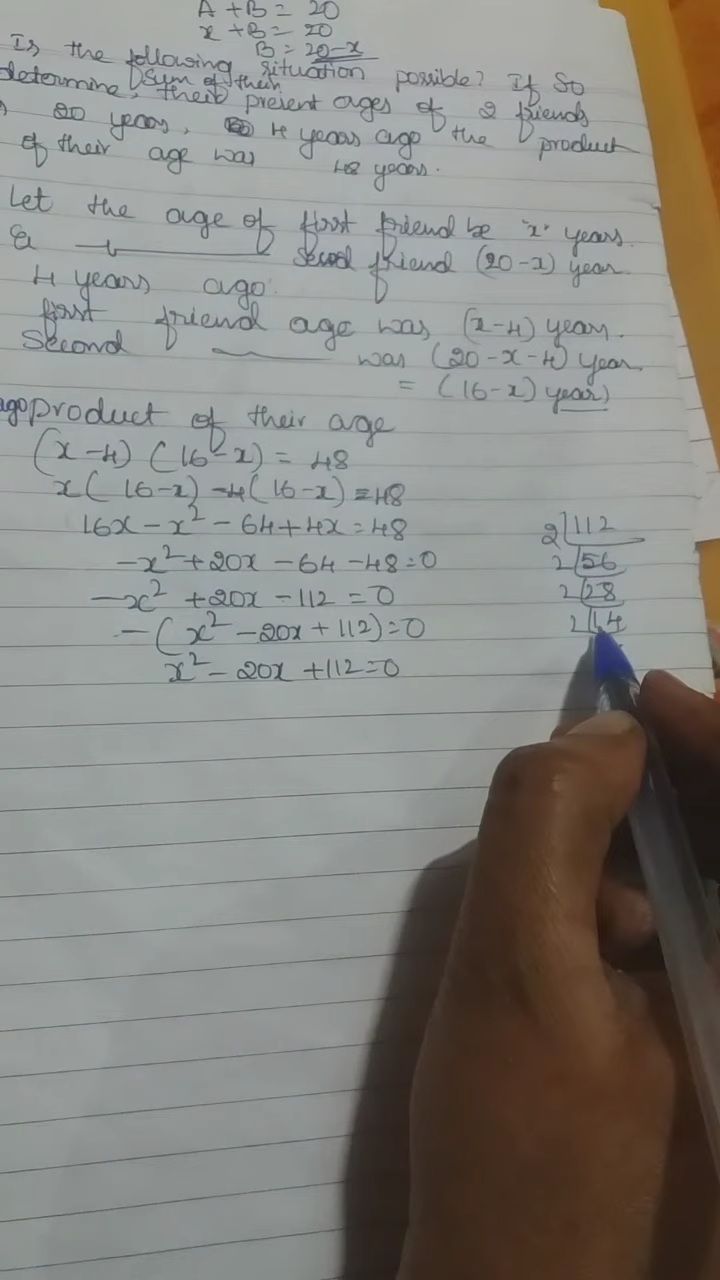 A + B = 20
x + B = 20
B = 20 - x
Is the following situation possible? If So
determine, their present ages of 2 friends
Sum of their
20 years, 4 years ago the product
of their age was 48 years.
Let the age of first friend be "x" years.
second friend (20-x) year.
4 years ago
first friend age was (x-4) years.
Second was (20-x-4) year.
= (16-x) year)
ago product of their age
(x-4) (16-x) = 48
x(16-x) -4(16-x) = 48
16x - x² - 64 + 4x = 48
-x² + 20x - 64 - 48 = 0
-x² + 20x - 112 = 0
-(x² - 20x + 112) = 0
x² - 20x + 112 = 0
2 112
2 56
2 28
2 14